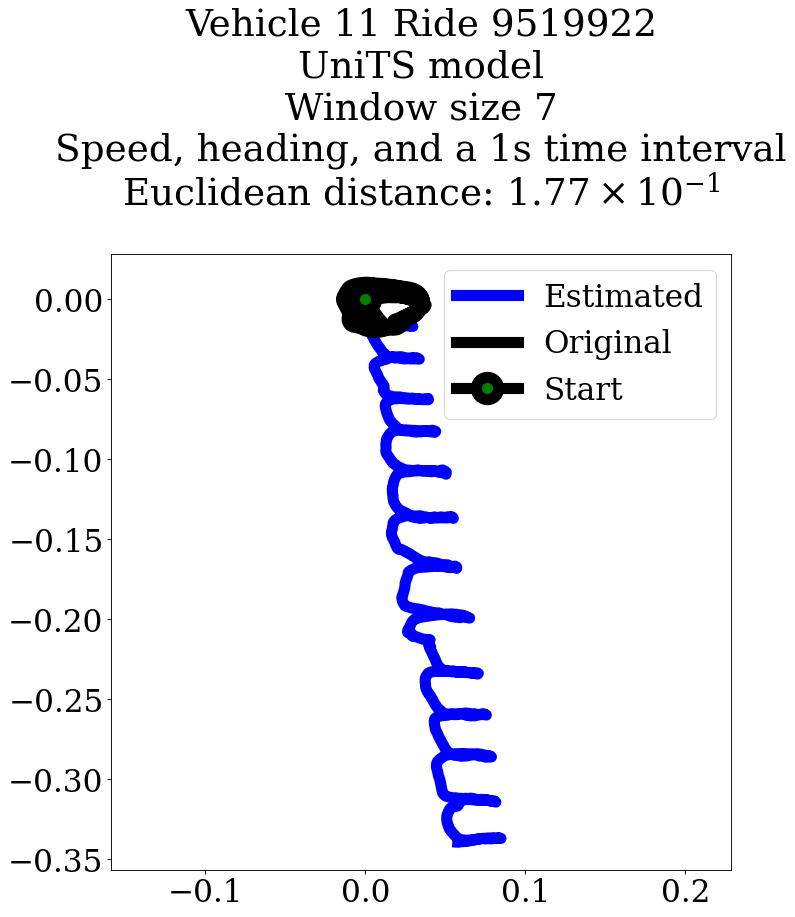 Vehicle 11 Ride 9519922
UniTS model
Window size 7
Speed, heading, and a 1s time interval
Euclidean distance: 1.77 × 10⁻¹
Estimated
Original
Start
0.00
−0.05
−0.10
−0.15
−0.20
−0.25
−0.30
−0.35
−0.1 0.0 0.1 0.2